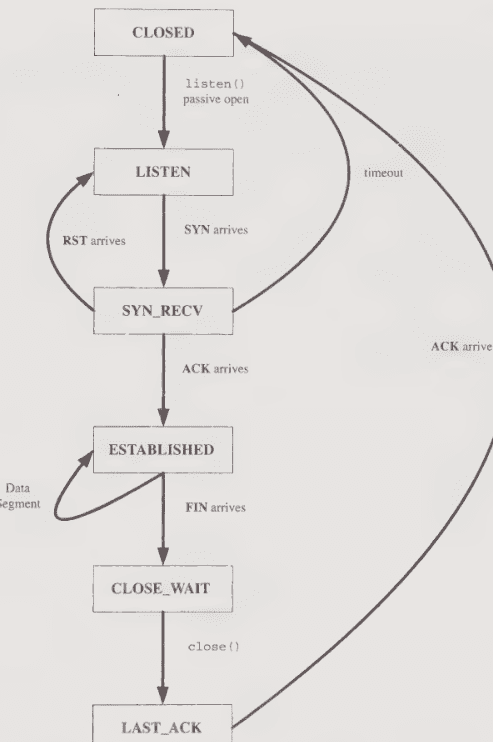 CLOSED
listen()
passive open
LISTEN
timeout
SYN arrives
RST arrives
SYN_RECV
ACK arrive
ACK arrives
ESTABLISHED
Data
Segment
FIN arrives
CLOSE_WAIT
close()
LAST_ACK